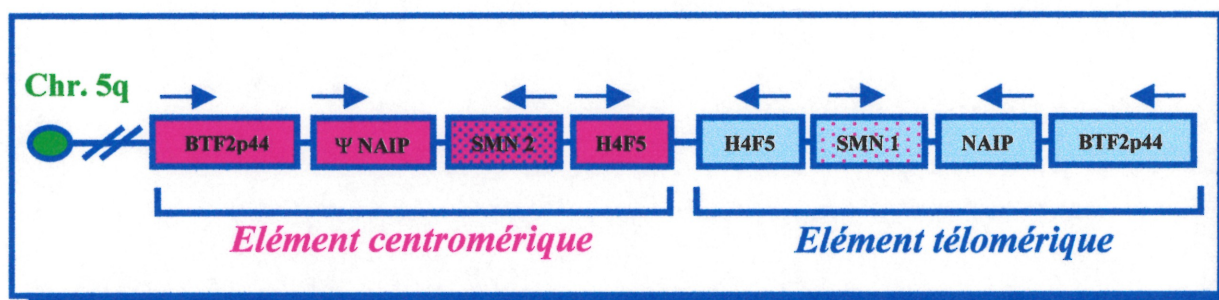 Chr. 5q
BTF2p44 Ψ NAIP SMN 2 H4F5 H4F5 SMN 1 NAIP BTF2p44
Elément centromérique Elément télomérique